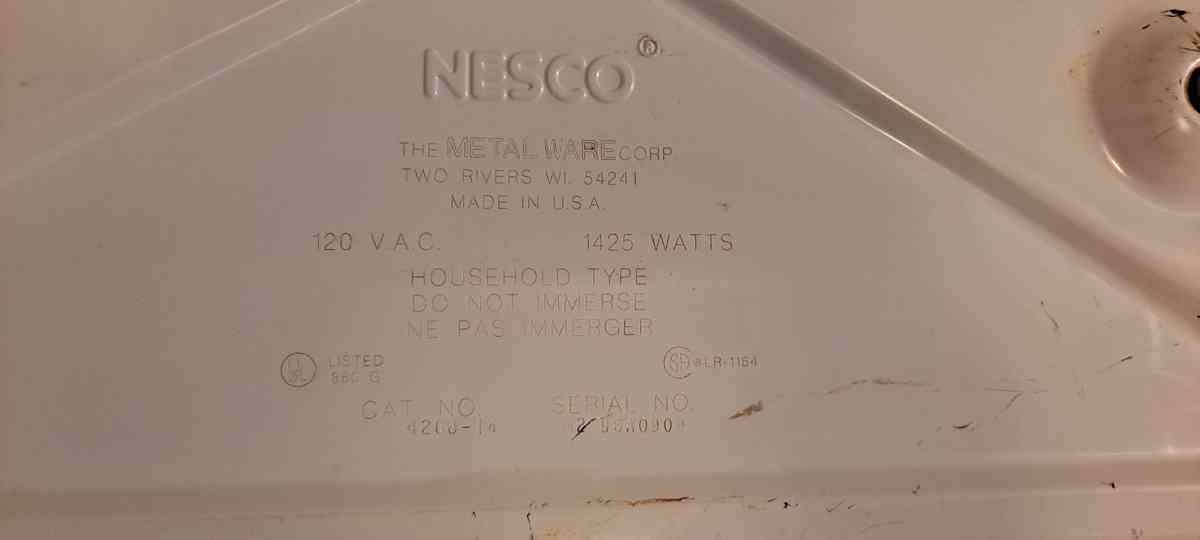 NESCO®
THE METAL WARE CORP.
TWO RIVERS WI. 54241
MADE IN U.S.A.
120 V.A.C. 1425 WATTS
HOUSEHOLD TYPE
DO NOT IMMERSE
NE PAS IMMERGER
UL LISTED LR-1154
G
CAT. NO. SERIAL NO.